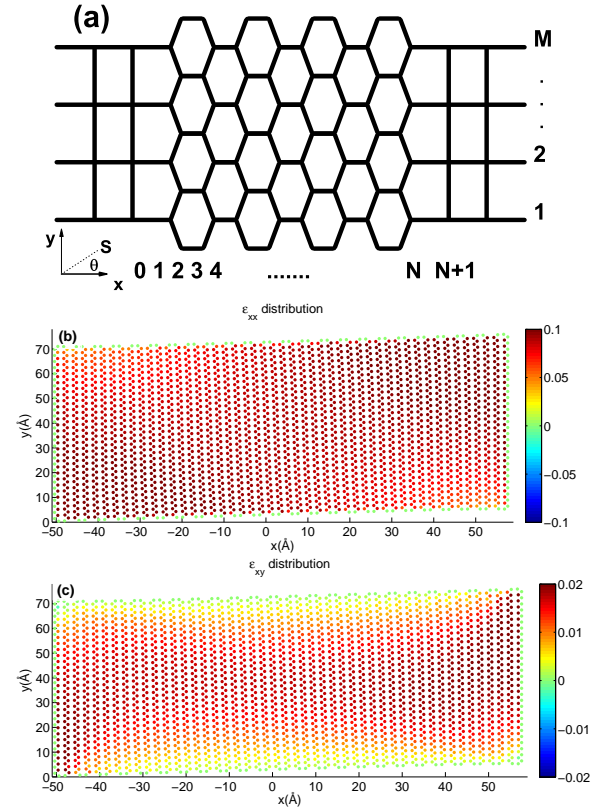 (a)
M
.
.
.
2
1
y
S
θ
x
0 1 2 3 4 ....... N N+1
ε_xx distribution
(b)
70
60
50
40
30
20
10
0
y(Å)
−50 −40 −30 −20 −10 0 10 20 30 40 50
x(Å)
0.1
0.05
0
−0.05
−0.1
ε_xy distribution
(c)
70
60
50
40
30
20
10
0
y(Å)
−50 −40 −30 −20 −10 0 10 20 30 40 50
x(Å)
0.02
0.01
0
−0.01
−0.02